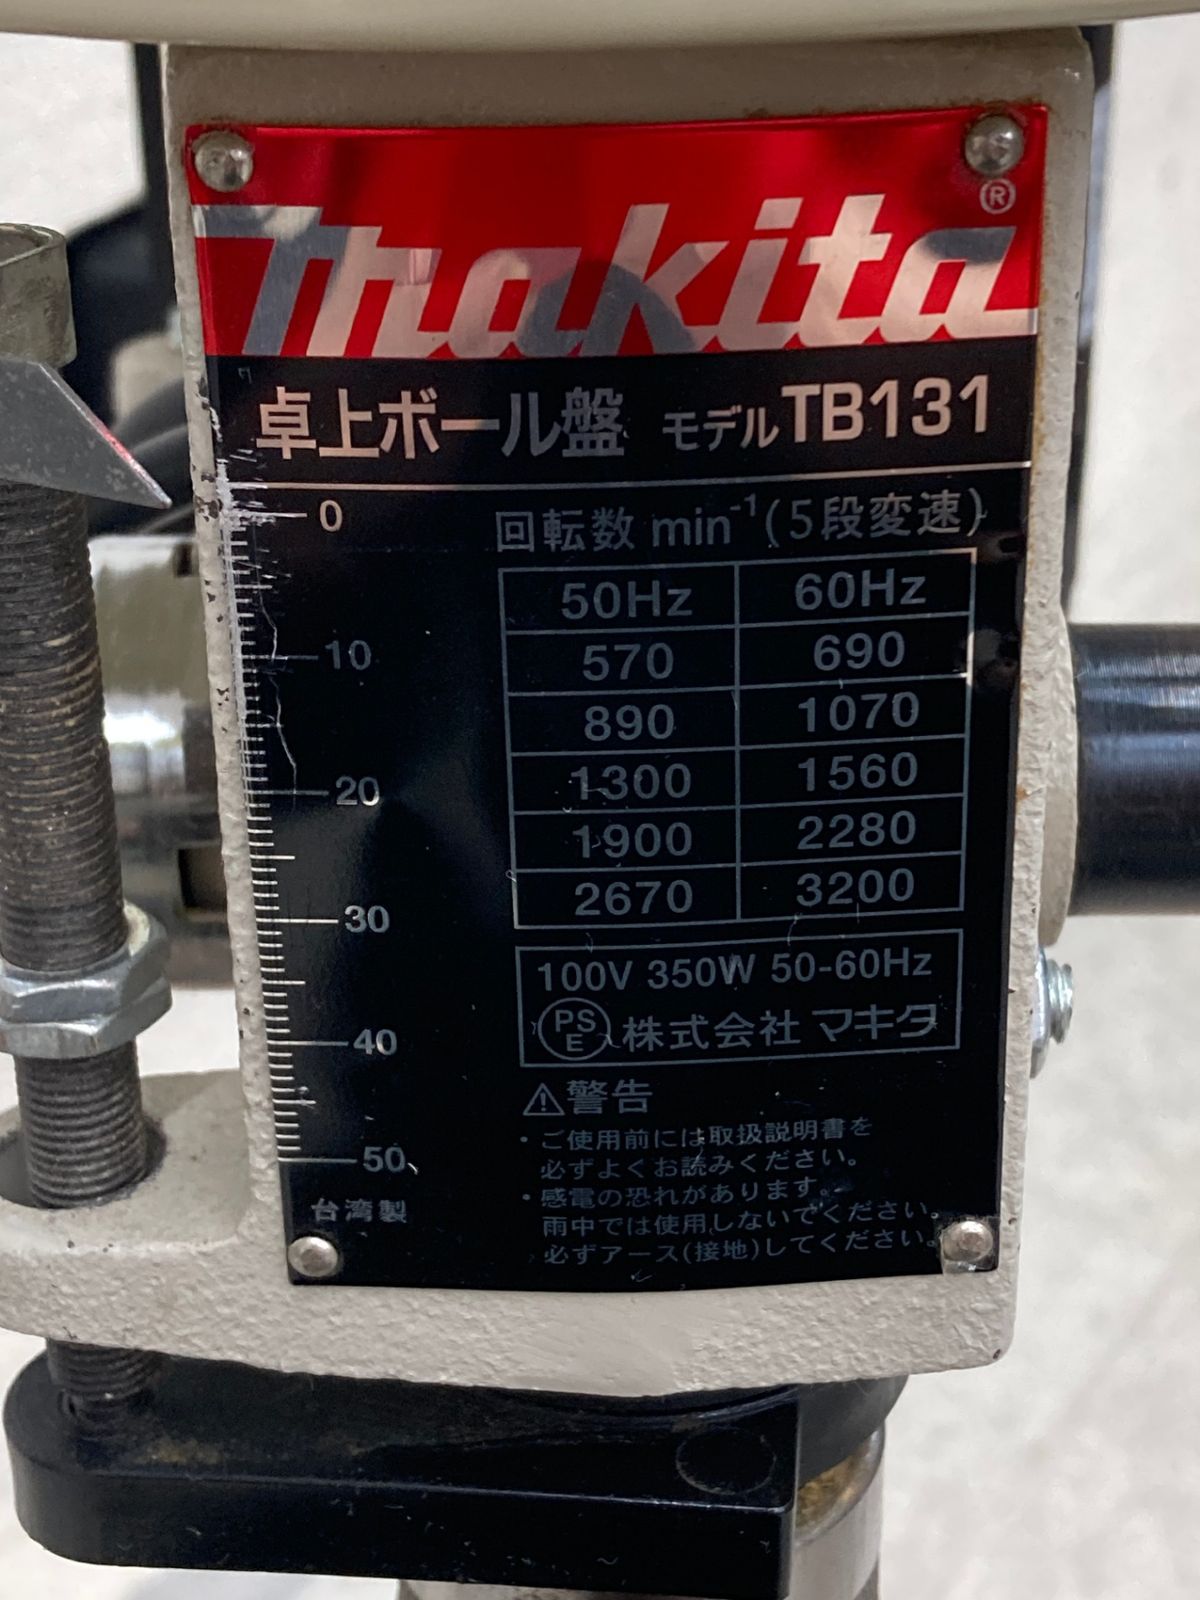 makita®
卓上ボール盤 モデルTB131
0
10
20
30
40
50
台湾製
回転数 min⁻¹(5段変速)
50Hz 60Hz
570 690
890 1070
1300 1560
1900 2280
2670 3200
100V 350W 50-60Hz
PSE 株式会社 マキタ
⚠警告
・ご使用前には取扱説明書を
必ずよくお読みください。
・感電の恐れがあります。
雨中では使用しないでください。
必ずアース(接地)してください。